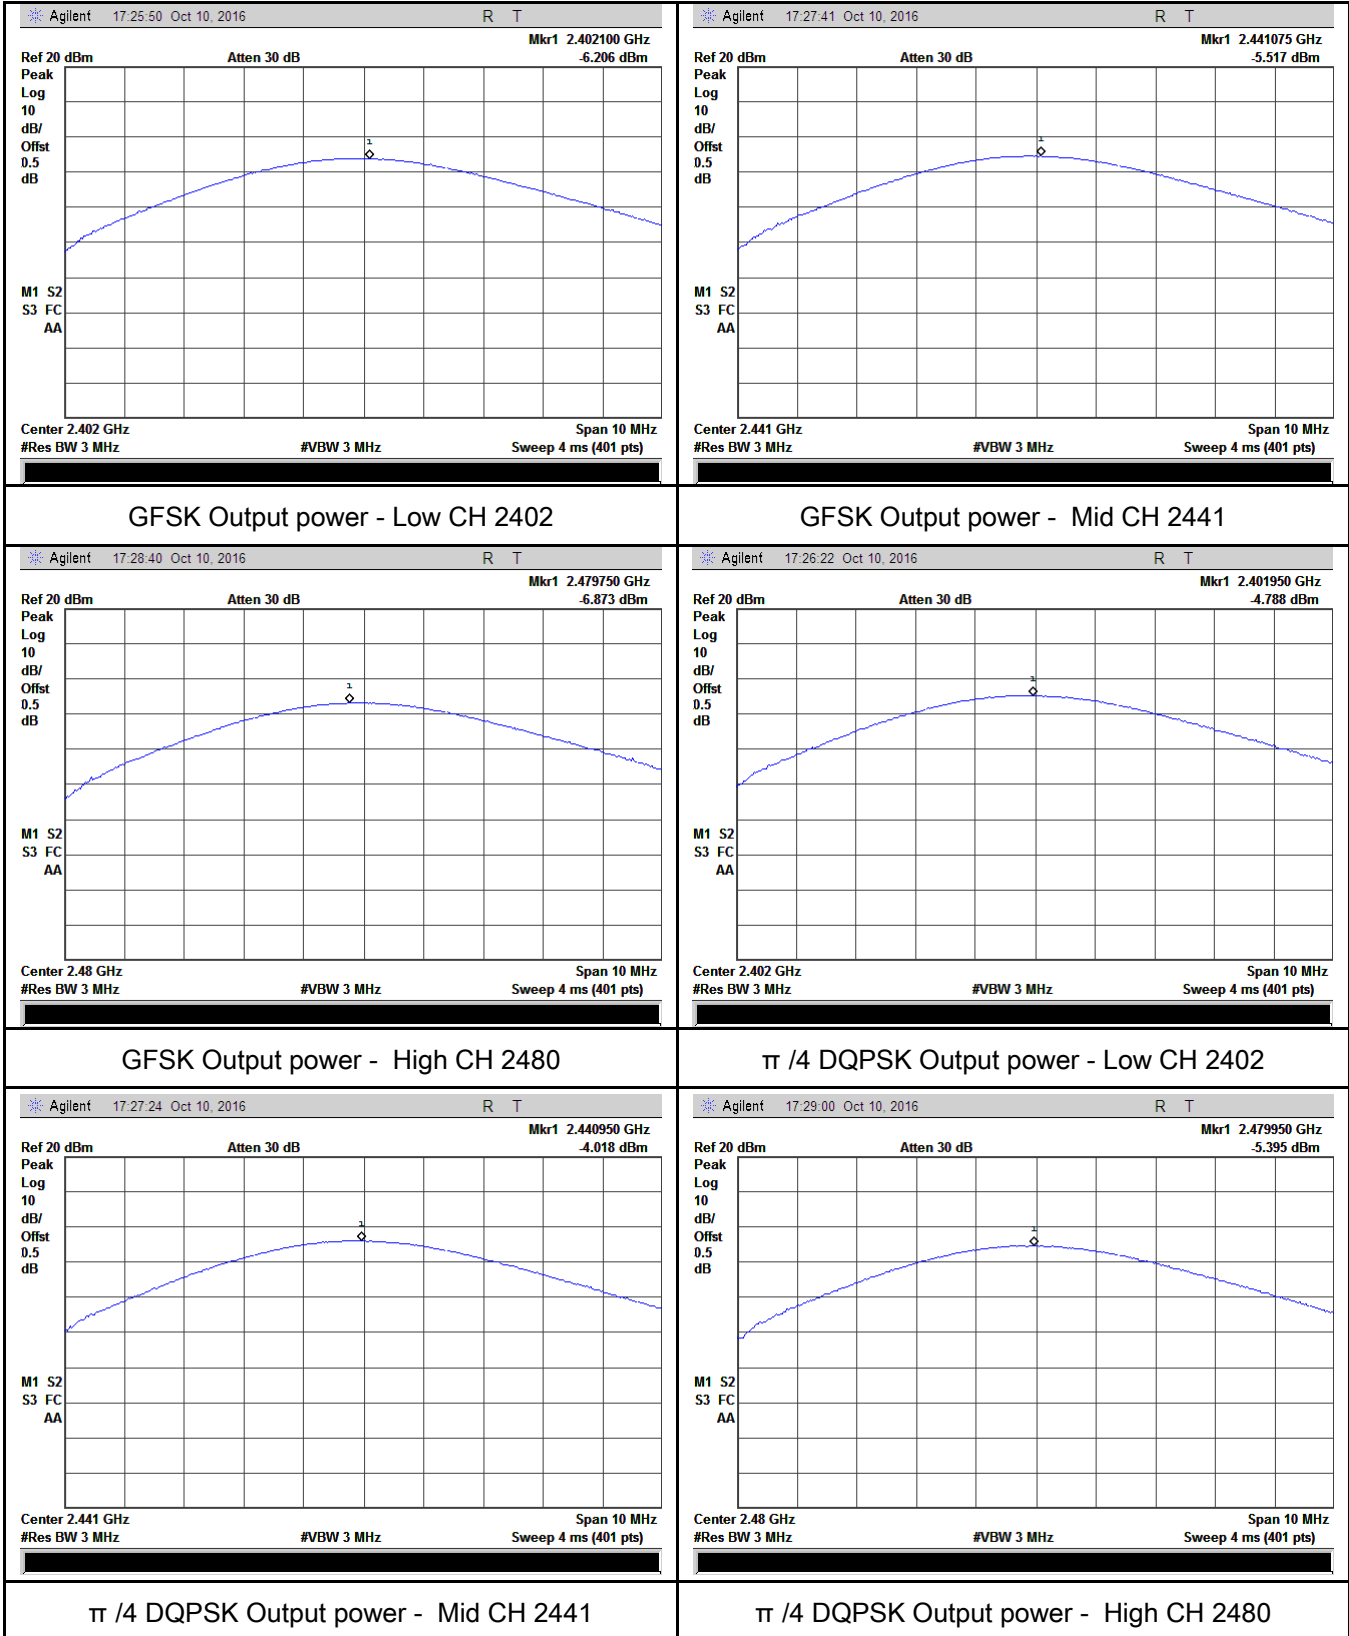 Agilent 17:25:50 Oct 10, 2016 R T
Mkr1 2.402100 GHz
Ref 20 dBm Atten 30 dB -6.206 dBm
Peak
Log
10
dB/
Offst
0.5
dB
1
M1 S2
S3 FC
AA
Center 2.402 GHz Span 10 MHz
#Res BW 3 MHz #VBW 3 MHz Sweep 4 ms (401 pts)
GFSK Output power - Low CH 2402
Agilent 17:27:41 Oct 10, 2016 R T
Mkr1 2.441075 GHz
Ref 20 dBm Atten 30 dB -5.517 dBm
Peak
Log
10
dB/
Offst
0.5
dB
1
M1 S2
S3 FC
AA
Center 2.441 GHz Span 10 MHz
#Res BW 3 MHz #VBW 3 MHz Sweep 4 ms (401 pts)
GFSK Output power - Mid CH 2441
Agilent 17:28:40 Oct 10, 2016 R T
Mkr1 2.479750 GHz
Ref 20 dBm Atten 30 dB -6.873 dBm
Peak
Log
10
dB/
Offst
0.5
dB
1
M1 S2
S3 FC
AA
Center 2.48 GHz Span 10 MHz
#Res BW 3 MHz #VBW 3 MHz Sweep 4 ms (401 pts)
GFSK Output power - High CH 2480
Agilent 17:26:22 Oct 10, 2016 R T
Mkr1 2.401950 GHz
Ref 20 dBm Atten 30 dB -4.788 dBm
Peak
Log
10
dB/
Offst
0.5
dB
1
M1 S2
S3 FC
AA
Center 2.402 GHz Span 10 MHz
#Res BW 3 MHz #VBW 3 MHz Sweep 4 ms (401 pts)
π /4 DQPSK Output power - Low CH 2402
Agilent 17:27:24 Oct 10, 2016 R T
Mkr1 2.440950 GHz
Ref 20 dBm Atten 30 dB -4.018 dBm
Peak
Log
10
dB/
Offst
0.5
dB
1
M1 S2
S3 FC
AA
Center 2.441 GHz Span 10 MHz
#Res BW 3 MHz #VBW 3 MHz Sweep 4 ms (401 pts)
π /4 DQPSK Output power - Mid CH 2441
Agilent 17:29:00 Oct 10, 2016 R T
Mkr1 2.479950 GHz
Ref 20 dBm Atten 30 dB -5.395 dBm
Peak
Log
10
dB/
Offst
0.5
dB
1
M1 S2
S3 FC
AA
Center 2.48 GHz Span 10 MHz
#Res BW 3 MHz #VBW 3 MHz Sweep 4 ms (401 pts)
π /4 DQPSK Output power - High CH 2480